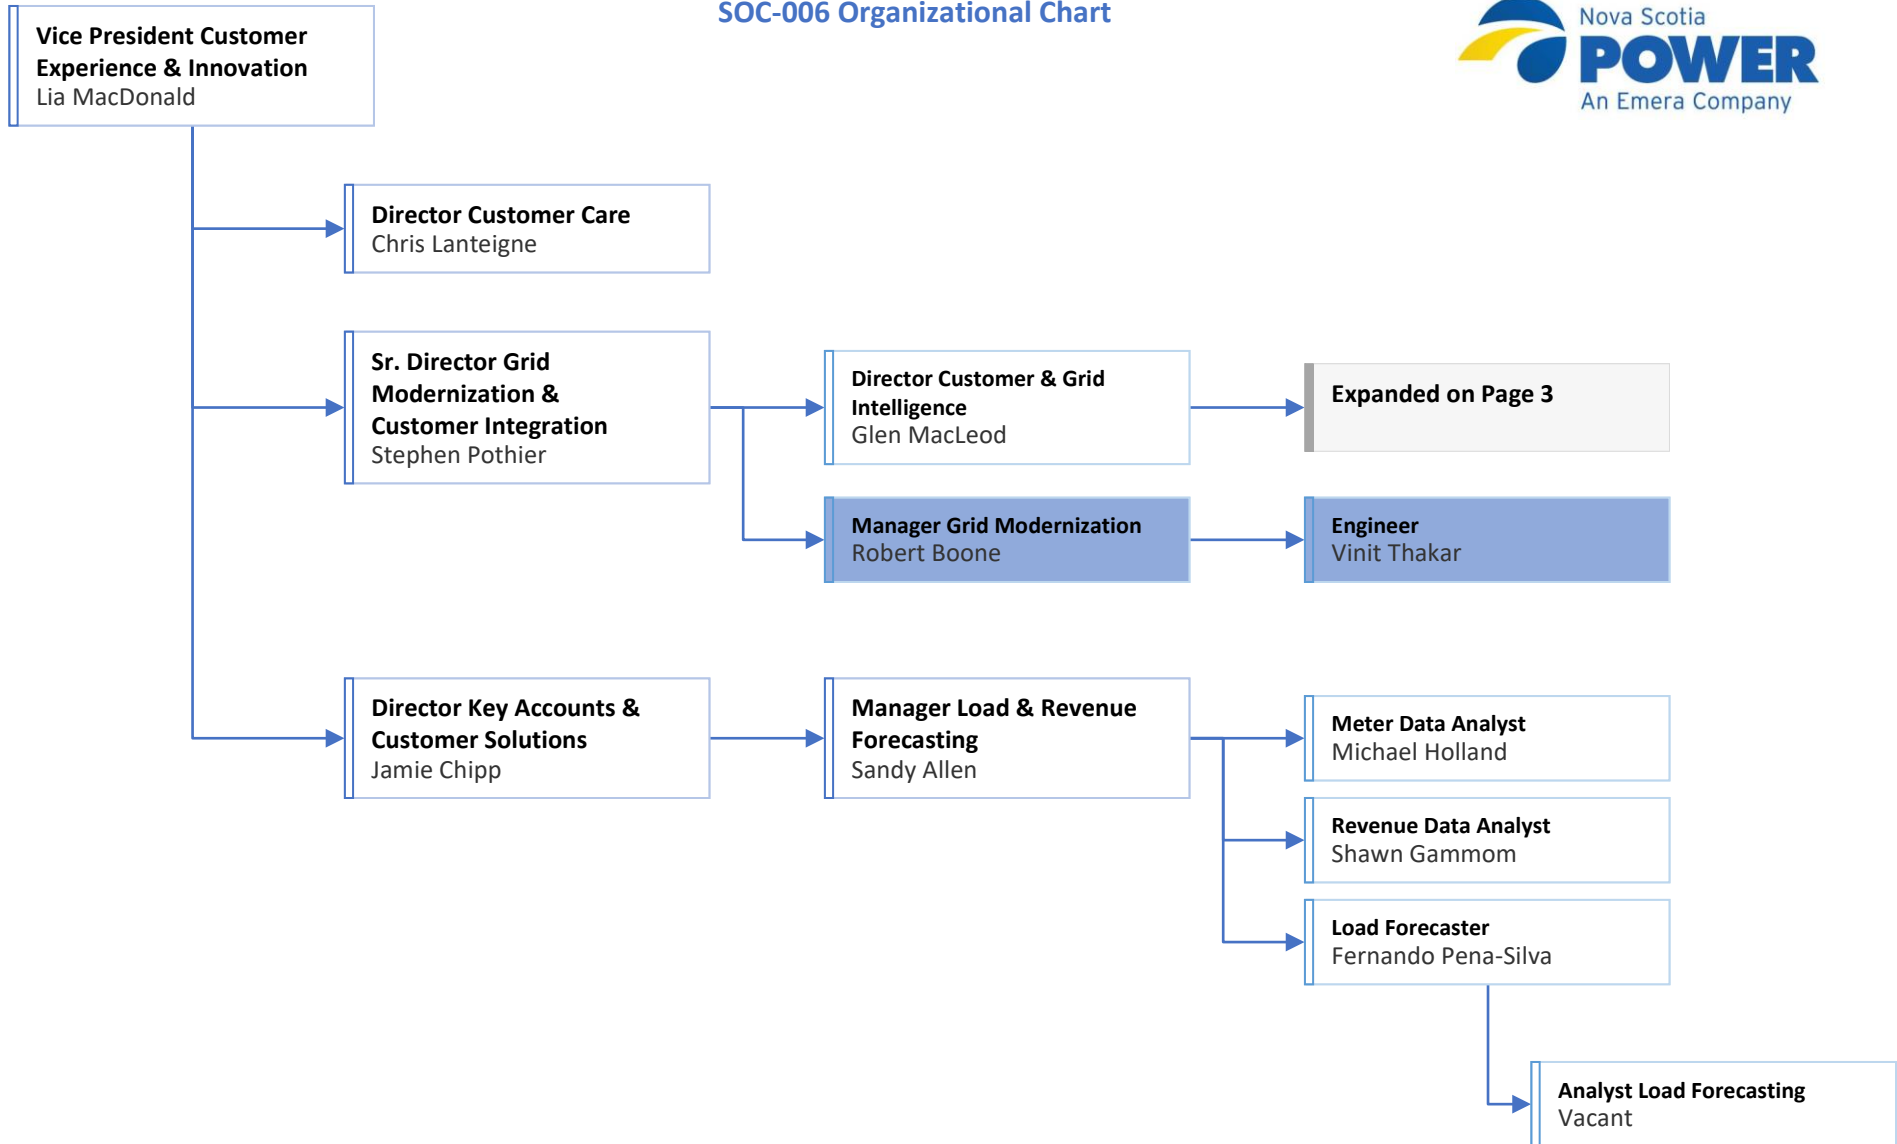 SOC-006 Organizational Chart
Nova Scotia
POWER
An Emera Company
Vice President Customer
Experience & Innovation
Lia MacDonald
Director Customer Care
Chris Lanteigne
Sr. Director Grid
Modernization &
Customer Integration
Stephen Pothier
Director Customer & Grid
Intelligence
Glen MacLeod
Expanded on Page 3
Manager Grid Modernization
Robert Boone
Engineer
Vinit Thakar
Director Key Accounts &
Customer Solutions
Jamie Chipp
Manager Load & Revenue
Forecasting
Sandy Allen
Meter Data Analyst
Michael Holland
Revenue Data Analyst
Shawn Gammom
Load Forecaster
Fernando Pena-Silva
Analyst Load Forecasting
Vacant